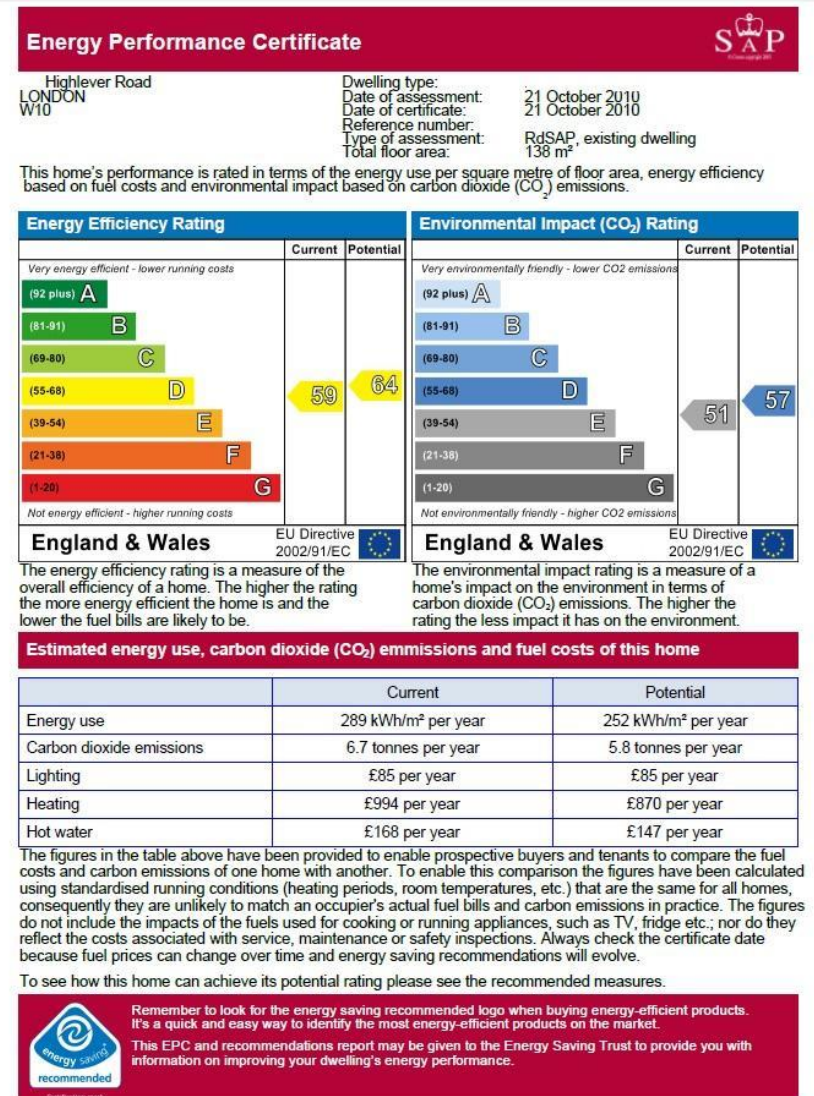 Energy Performance Certificate
SAP
Highlever Road
LONDON
W10
Dwelling type:
Date of assessment: 21 October 2010
Date of certificate: 21 October 2010
Reference number:
Type of assessment: RdSAP, existing dwelling
Total floor area: 138 m²
This home's performance is rated in terms of the energy use per square metre of floor area, energy efficiency
based on fuel costs and environmental impact based on carbon dioxide (CO₂) emissions.
Energy Efficiency Rating
Current Potential
Very energy efficient - lower running costs
(92 plus) A
(81-91) B
(69-80) C
(55-68) D
59 64
(39-54) E
(21-38) F
(1-20) G
Not energy efficient - higher running costs
England & Wales
EU Directive
2002/91/EC
The energy efficiency rating is a measure of the
overall efficiency of a home. The higher the rating
the more energy efficient the home is and the
lower the fuel bills are likely to be.
Environmental Impact (CO₂) Rating
Current Potential
Very environmentally friendly - lower CO2 emissions
(92 plus) A
(81-91) B
(69-80) C
(55-68) D
57
(39-54) E
51
(21-38) F
(1-20) G
Not environmentally friendly - higher CO2 emissions
England & Wales
EU Directive
2002/91/EC
The environmental impact rating is a measure of a
home's impact on the environment in terms of
carbon dioxide (CO₂) emissions. The higher the
rating the less impact it has on the environment.
Estimated energy use, carbon dioxide (CO₂) emmissions and fuel costs of this home
Current Potential
Energy use 289 kWh/m² per year 252 kWh/m² per year
Carbon dioxide emissions 6.7 tonnes per year 5.8 tonnes per year
Lighting £85 per year £85 per year
Heating £994 per year £870 per year
Hot water £168 per year £147 per year
The figures in the table above have been provided to enable prospective buyers and tenants to compare the fuel
costs and carbon emissions of one home with another. To enable this comparison the figures have been calculated
using standardised running conditions (heating periods, room temperatures, etc.) that are the same for all homes,
consequently they are unlikely to match an occupier's actual fuel bills and carbon emissions in practice. The figures
do not include the impacts of the fuels used for cooking or running appliances, such as TV, fridge etc.; nor do they
reflect the costs associated with service, maintenance or safety inspections. Always check the certificate date
because fuel prices can change over time and energy saving recommendations will evolve.
To see how this home can achieve its potential rating please see the recommended measures.
energy saving
recommended
Remember to look for the energy saving recommended logo when buying energy-efficient products.
It's a quick and easy way to identify the most energy-efficient products on the market.
This EPC and recommendations report may be given to the Energy Saving Trust to provide you with
information on improving your dwelling's energy performance.